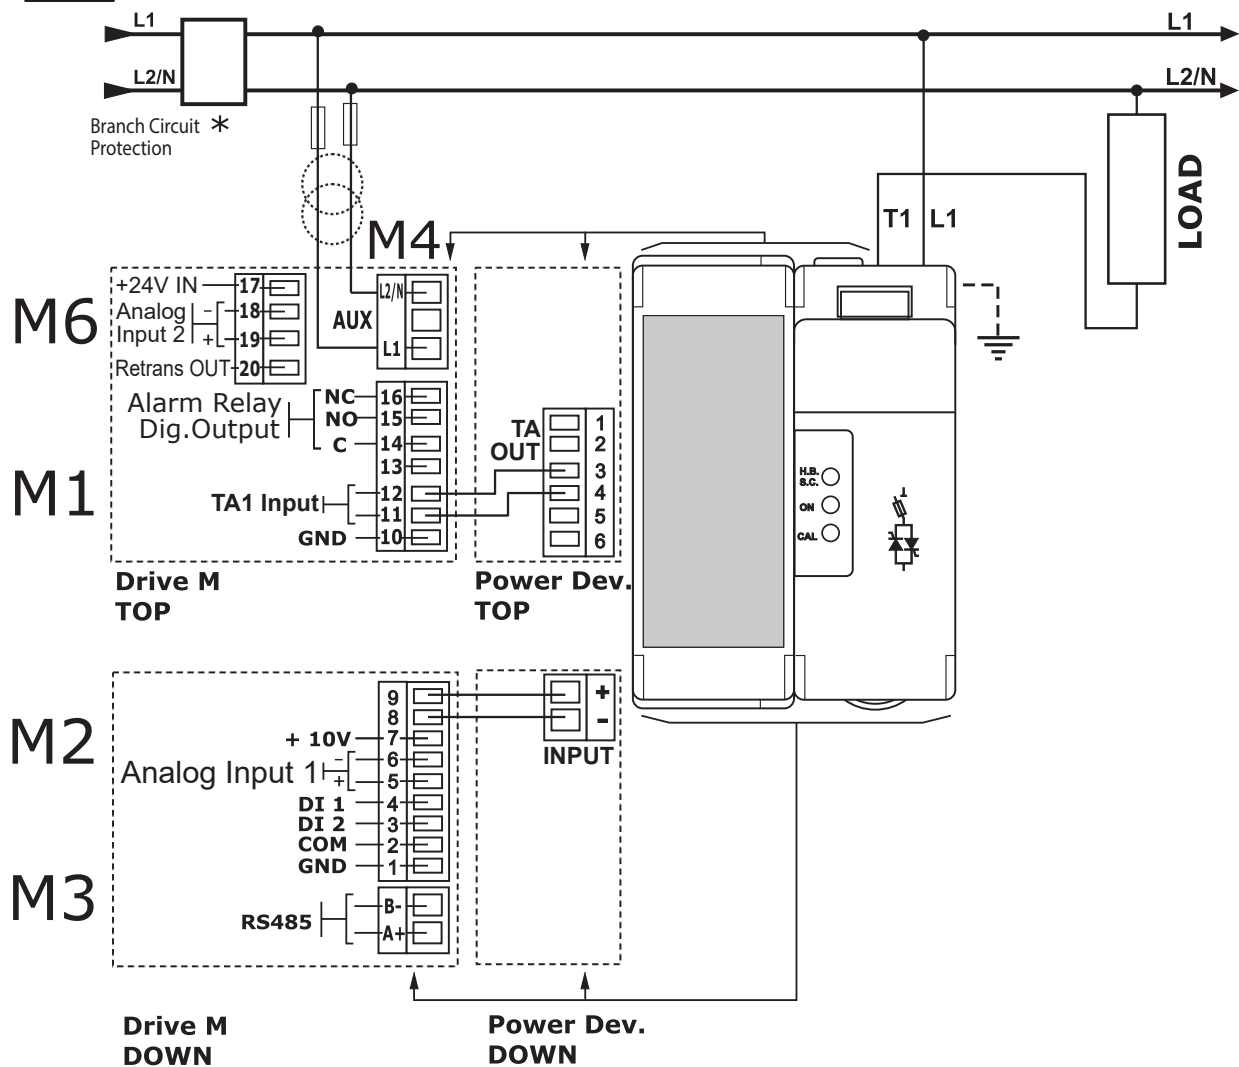 L1
L1
L2/N
L2/N
Branch Circuit *
Protection
LOAD
T1 L1
M4
M6
+24V IN 17
Analog - 18
Input 2 + 19
Retrans OUT 20
L2/N
AUX
L1
Alarm Relay
Dig.Output
NC 16
NO 15
C 14
13
M1
TA1 Input
12
11
GND 10
TA
OUT
1
2
3
4
5
6
H.B.
S.C.
ON
CAL
Drive M
TOP
Power Dev.
TOP
M2
9
8
+ 10V 7
Analog Input 1
- 6
+ 5
DI 1 4
DI 2 3
COM 2
GND 1
+
-
INPUT
M3
RS485
B-
A+
Drive M
DOWN
Power Dev.
DOWN